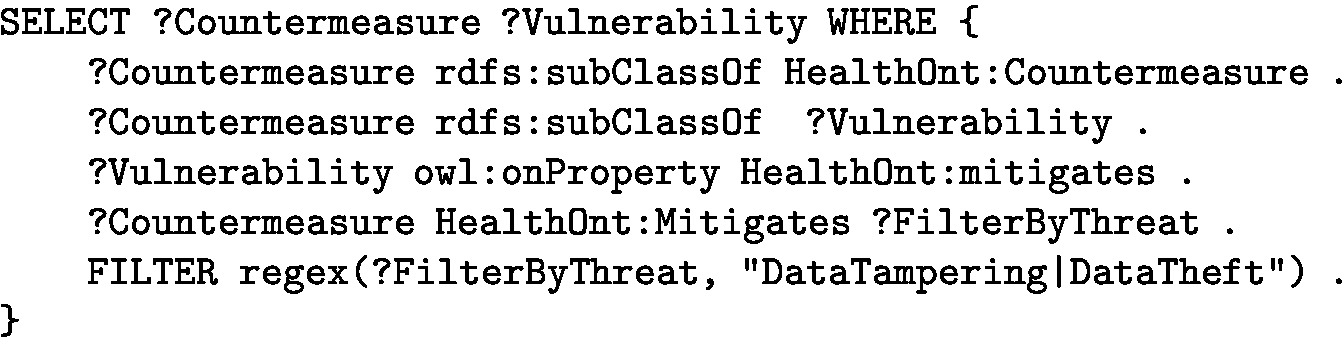 SELECT ?Countermeasure ?Vulnerability WHERE {
?Countermeasure rdfs:subClassOf HealthOnt:Countermeasure .
?Countermeasure rdfs:subClassOf  ?Vulnerability .
?Vulnerability owl:onProperty HealthOnt:mitigates .
?Countermeasure HealthOnt:Mitigates ?FilterByThreat .
FILTER regex(?FilterByThreat, "DataTampering|DataTheft") .
}